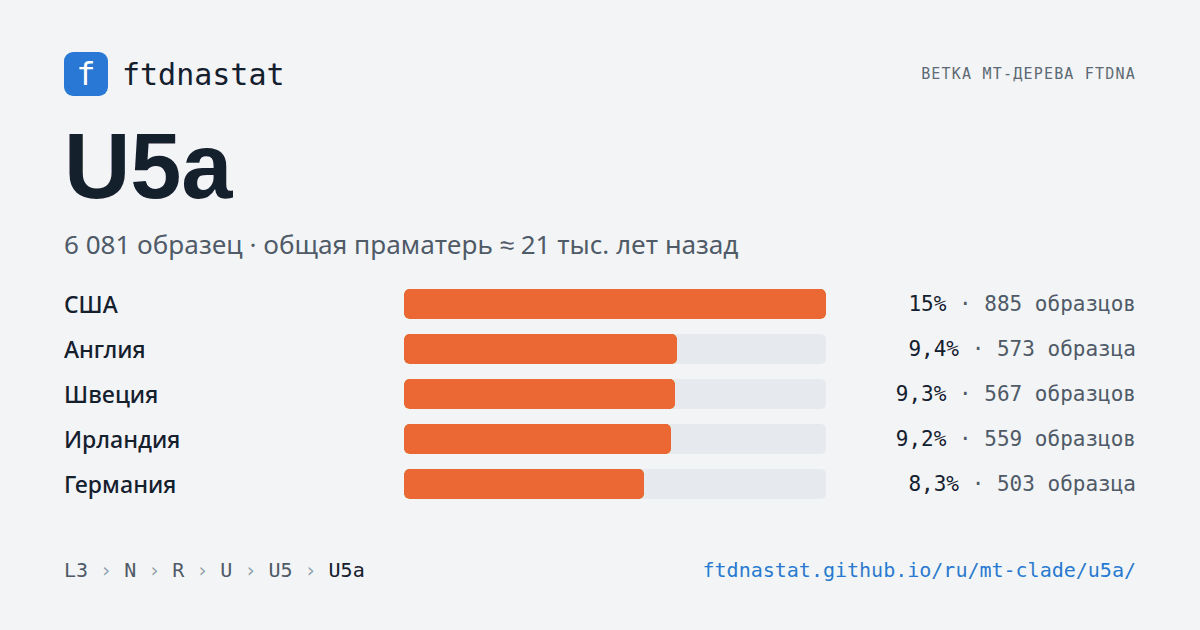 f ftdnastat
ВЕТКА МТ-ДЕРЕВА FTDNA
U5a
6 081 образец · общая праматерь ≈ 21 тыс. лет назад
США 15% · 885 образцов
Англия 9,4% · 573 образца
Швеция 9,3% · 567 образцов
Ирландия 9,2% · 559 образцов
Германия 8,3% · 503 образца
L3 › N › R › U › U5 › U5a
ftdnastat.github.io/ru/mt-clade/u5a/